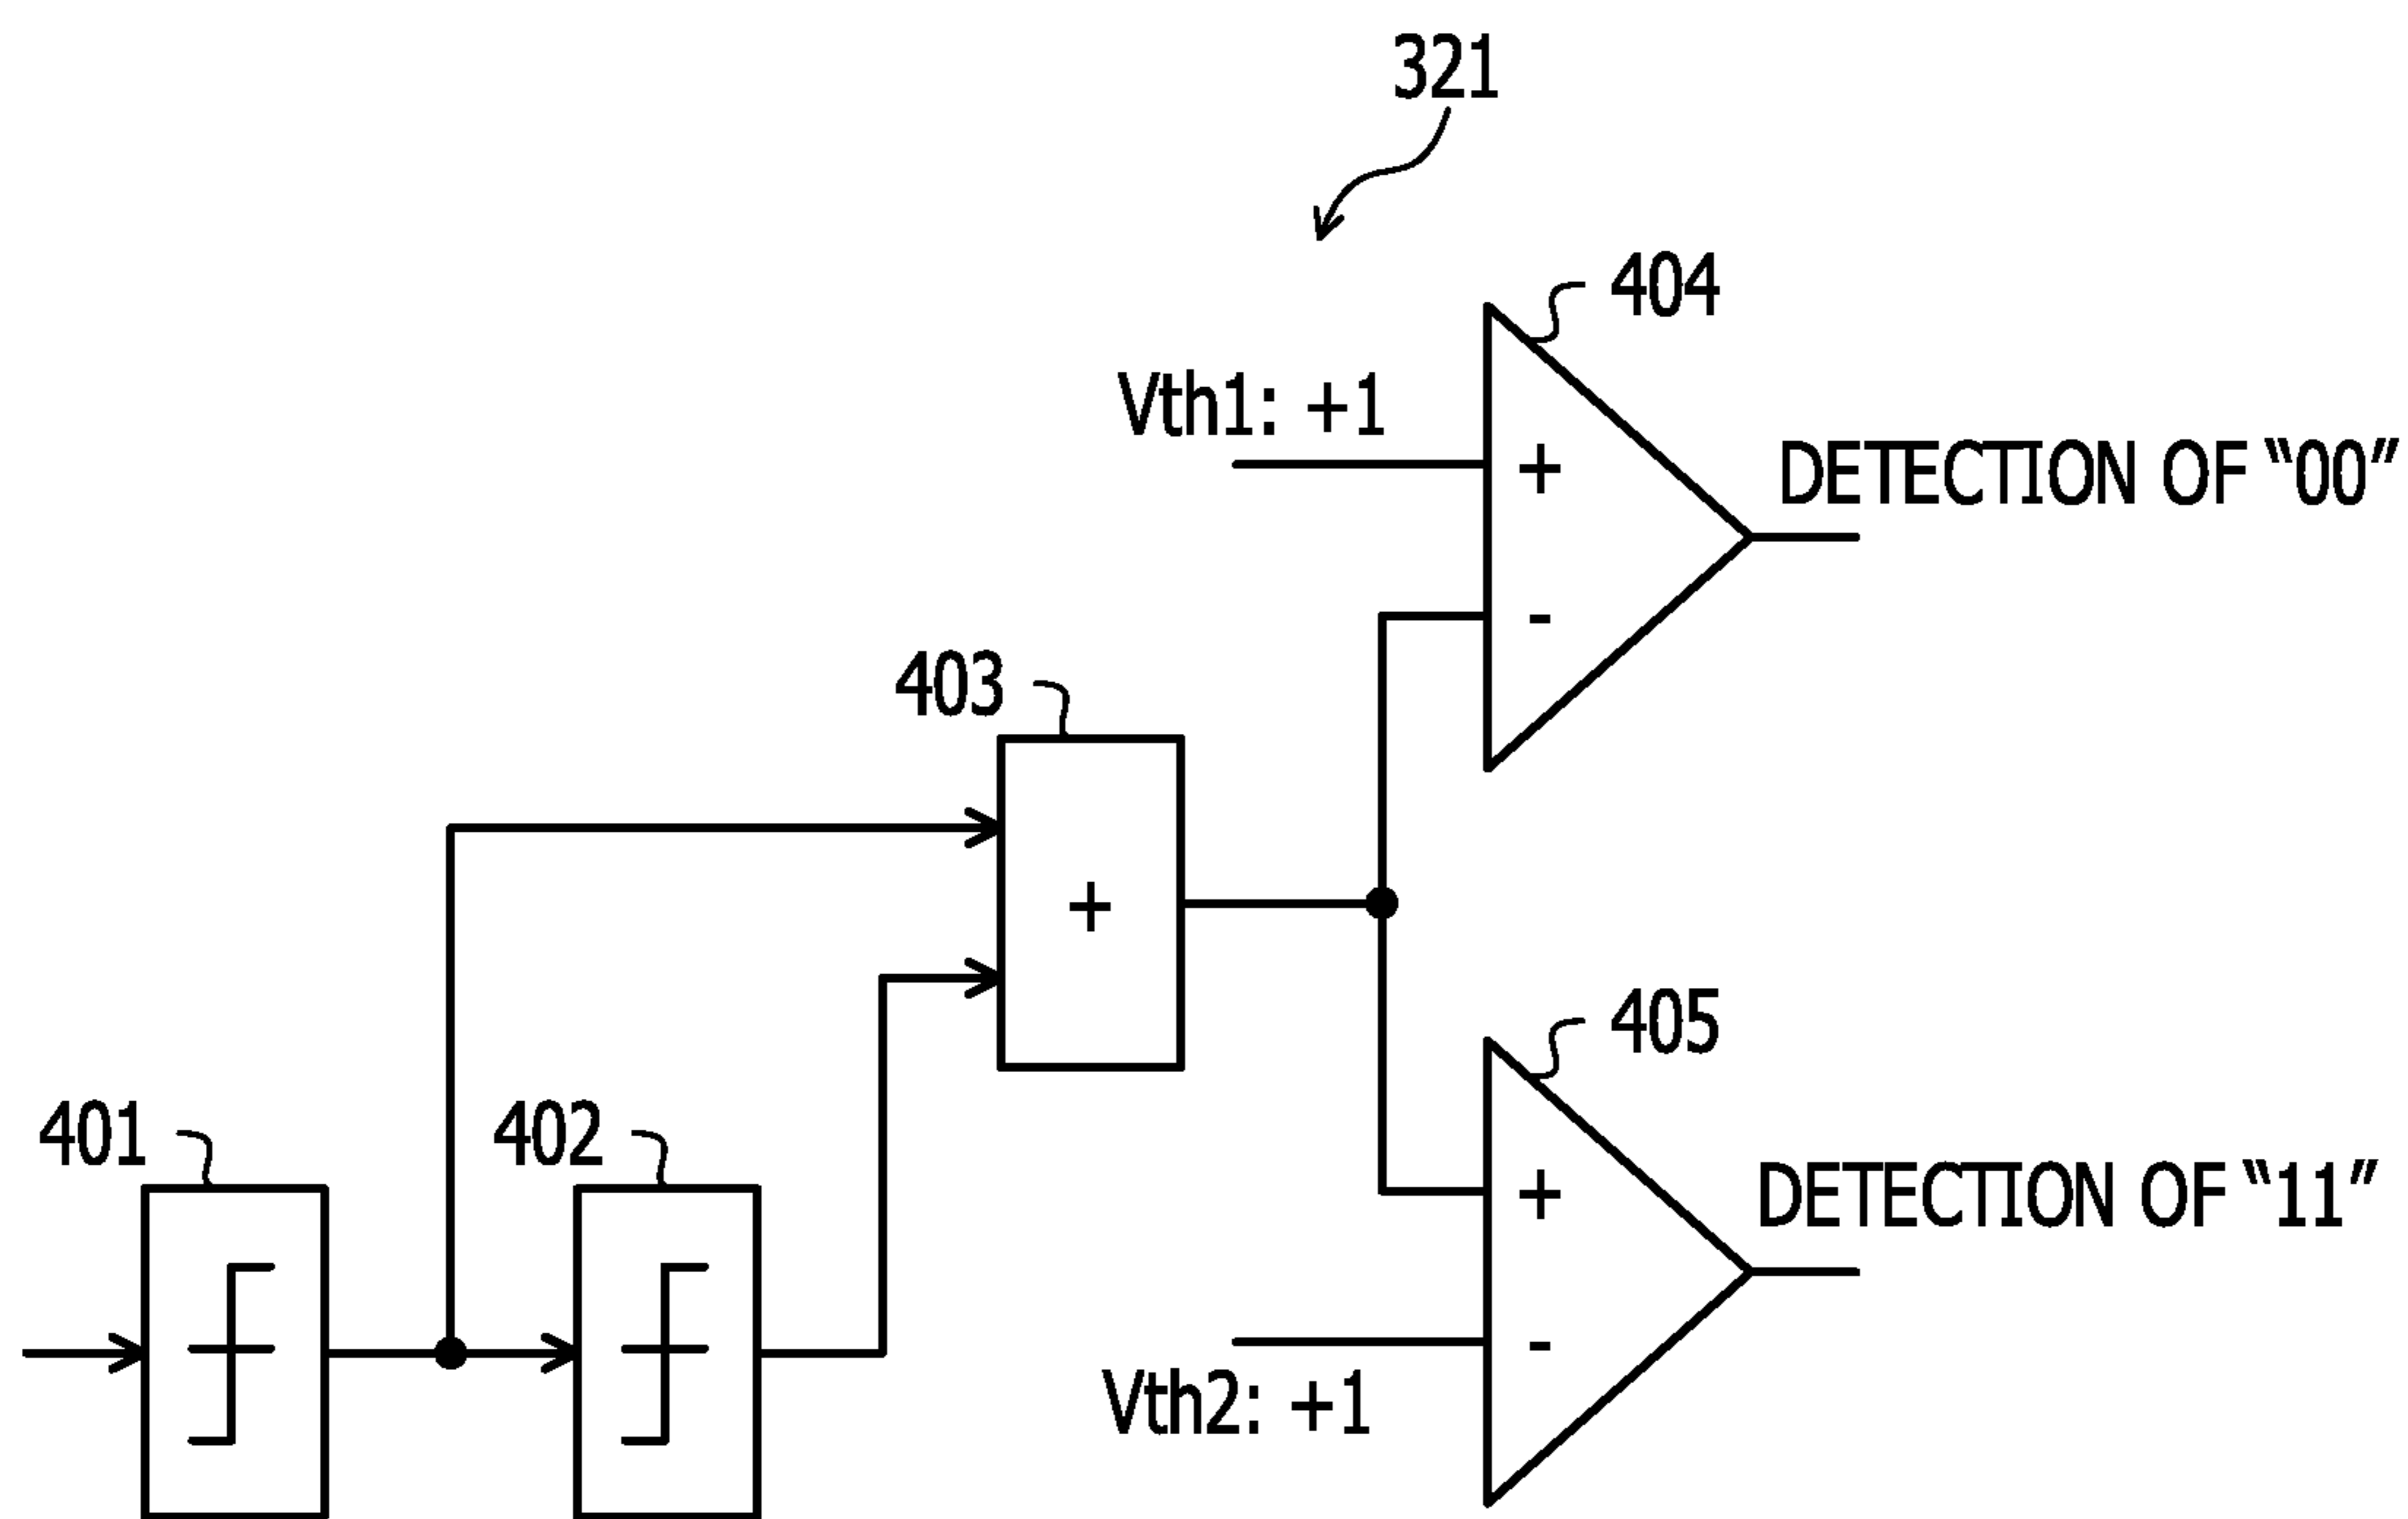 321
404
Vth1: +1
+
DETECTION OF “00”
-
403
+
405
401
402
+
DETECTION OF “11”
-
Vth2: +1